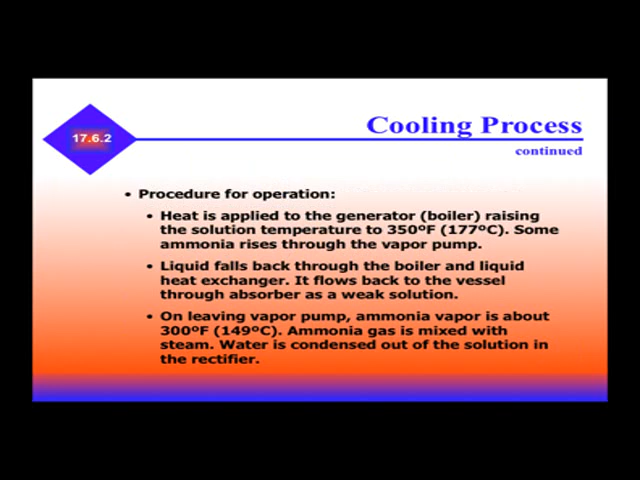 Cooling Process
17.6.2
continued
• Procedure for operation:
• Heat is applied to the generator (boiler) raising
the solution temperature to 350ºF (177ºC). Some
ammonia rises through the vapor pump.
• Liquid falls back through the boiler and liquid
heat exchanger. It flows back to the vessel
through absorber as a weak solution.
• On leaving vapor pump, ammonia vapor is about
300ºF (149ºC). Ammonia gas is mixed with
steam. Water is condensed out of the solution in
the rectifier.